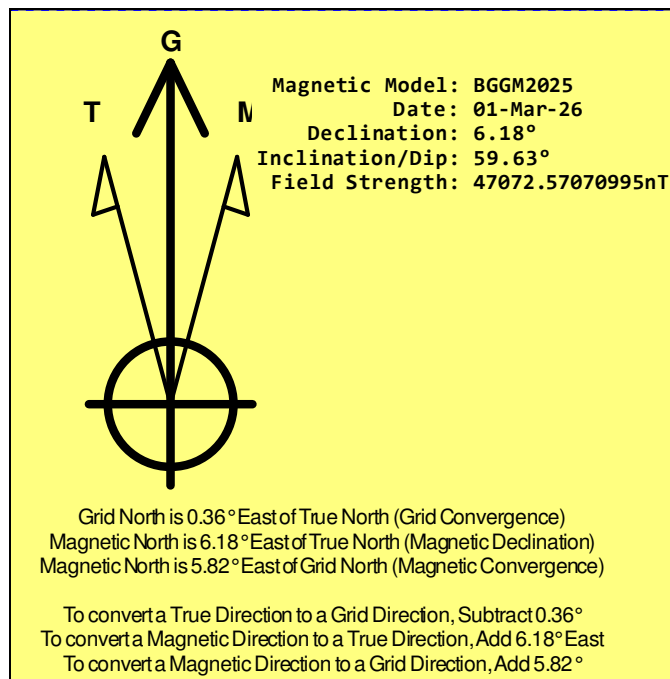 G
T
M
Magnetic Model: BGGM2025
Date: 01-Mar-26
Declination: 6.18°
Inclination/Dip: 59.63°
Field Strength: 47072.57070995nT
Grid North is 0.36° East of True North (Grid Convergence)
Magnetic North is 6.18° East of True North (Magnetic Declination)
Magnetic North is 5.82° East of Grid North (Magnetic Convergence)
To convert a True Direction to a Grid Direction, Subtract 0.36°
To convert a Magnetic Direction to a True Direction, Add 6.18° East
To convert a Magnetic Direction to a Grid Direction, Add 5.82°